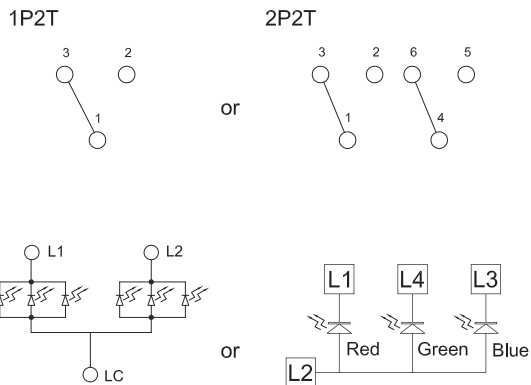 1P2T
2P2T
3 2
3 2 6 5
1
or
1 4
L1 L2
LC
or
L1 L4 L3
Red Green Blue
L2